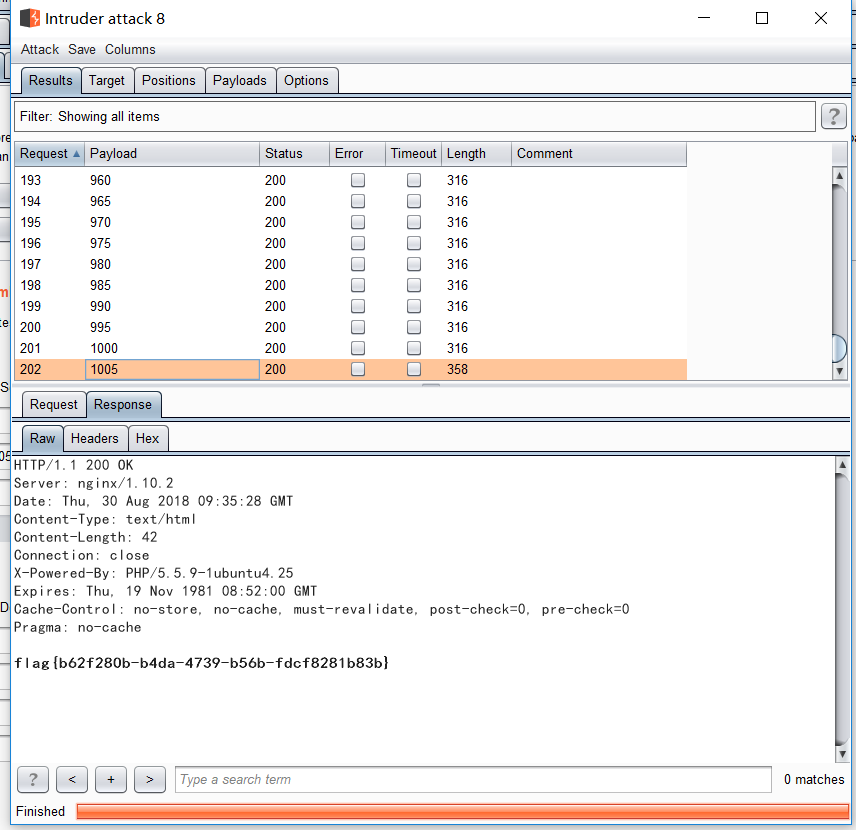 Intruder attack 8
Attack Save Columns
Results Target Positions Payloads Options
Filter: Showing all items ?
Request Payload Status Error Timeout Length Comment
193 960 200 316
194 965 200 316
195 970 200 316
196 975 200 316
197 980 200 316
198 985 200 316
199 990 200 316
200 995 200 316
201 1000 200 316
202 1005 200 358
Request Response
Raw Headers Hex
HTTP/1.1 200 OK
Server: nginx/1.10.2
Date: Thu, 30 Aug 2018 09:35:28 GMT
Content-Type: text/html
Content-Length: 42
Connection: close
X-Powered-By: PHP/5.5.9-1ubuntu4.25
Expires: Thu, 19 Nov 1981 08:52:00 GMT
Cache-Control: no-store, no-cache, must-revalidate, post-check=0, pre-check=0
Pragma: no-cache
flag{b62f280b-b4da-4739-b56b-fdcf8281b83b}
? < + > Type a search term 0 matches
Finished